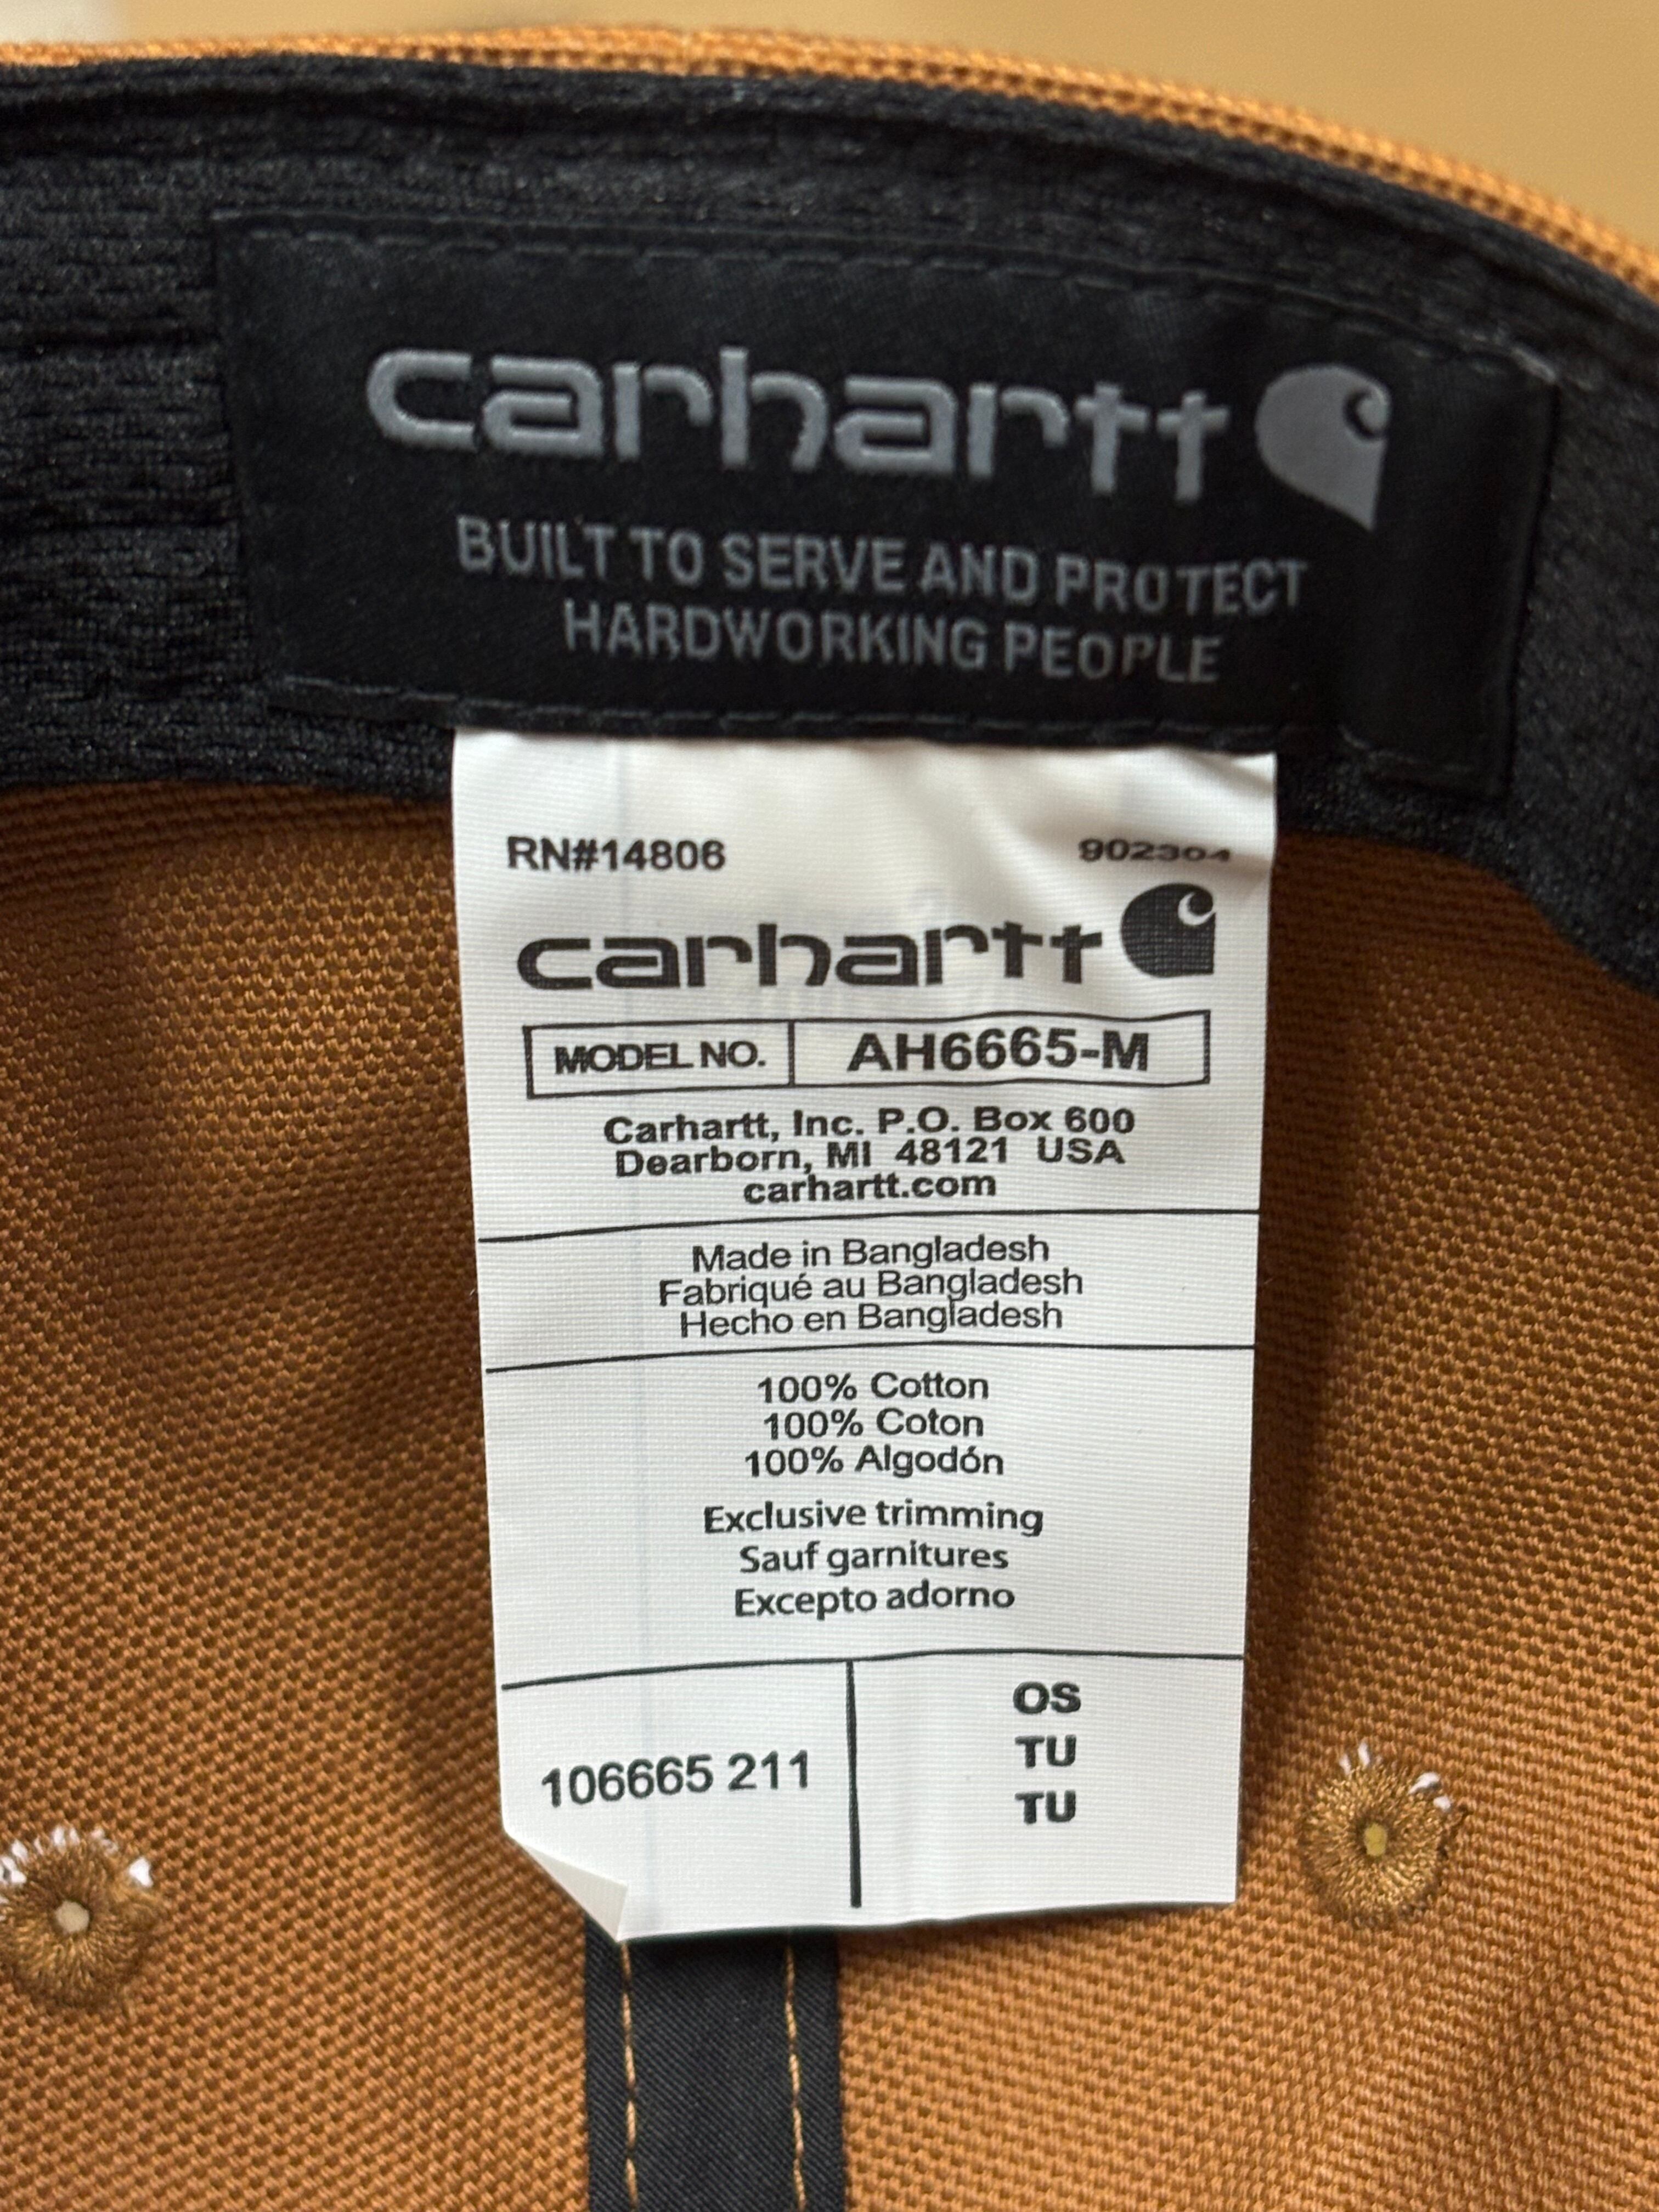 carhartt
BUILT TO SERVE AND PROTECT
HARDWORKING PEOPLE
RN#14806 902304
carhartt
MODEL NO. AH6665-M
Carhartt, Inc. P.O. Box 600
Dearborn, MI 48121 USA
carhartt.com
Made in Bangladesh
Fabriqué au Bangladesh
Hecho en Bangladesh
100% Cotton
100% Coton
100% Algodón
Exclusive trimming
Sauf garnitures
Excepto adorno
106665 211
OS
TU
TU